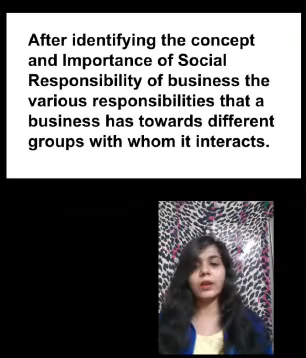 After identifying the concept
and Importance of Social
Responsibility of business the
various responsibilities that a
business has towards different
groups with whom it interacts.